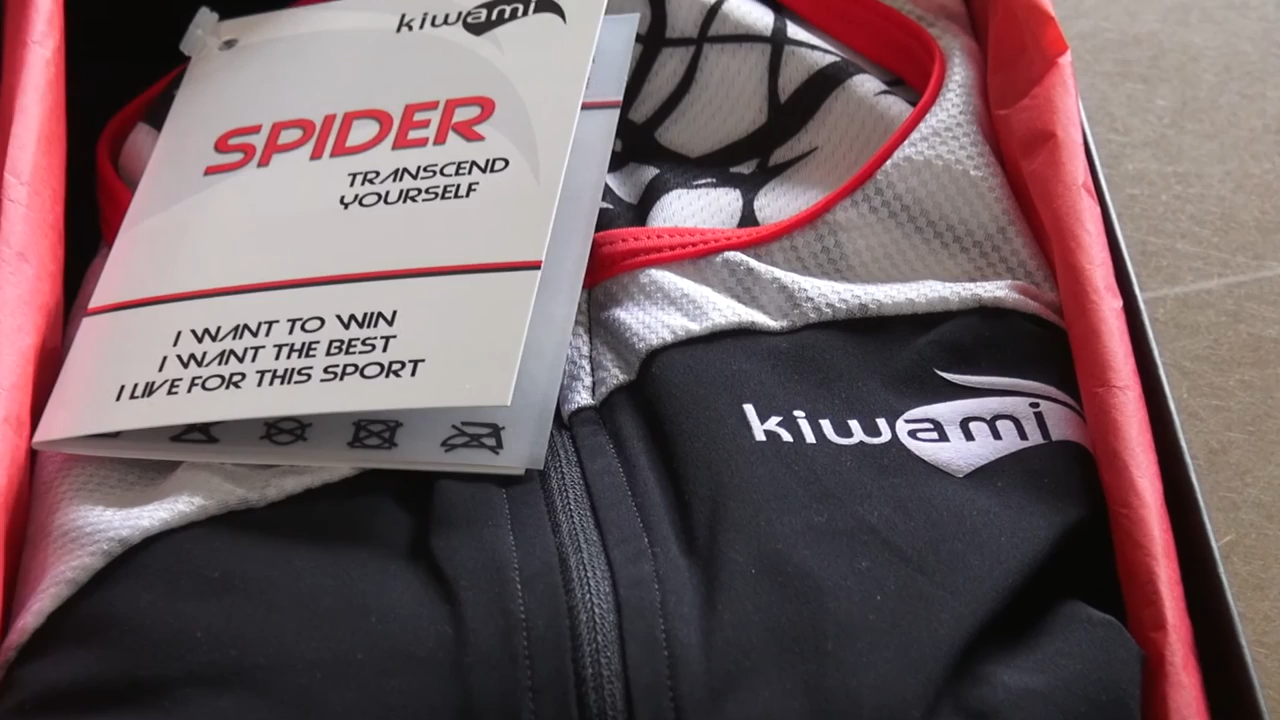 kiwami
SPIDER
TRANSCEND
YOURSELF
I WANT TO WIN
I WANT THE BEST
I LIVE FOR THIS SPORT
kiwami